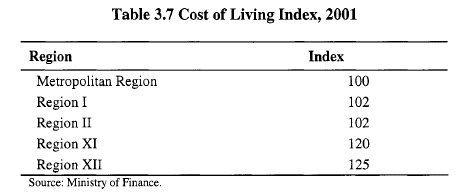 Table 3.7 Cost of Living Index, 2001
Region Index
Metropolitan Region 100
Region I 102
Region II 102
Region XI 120
Region XII 125
Source: Ministry of Finance.